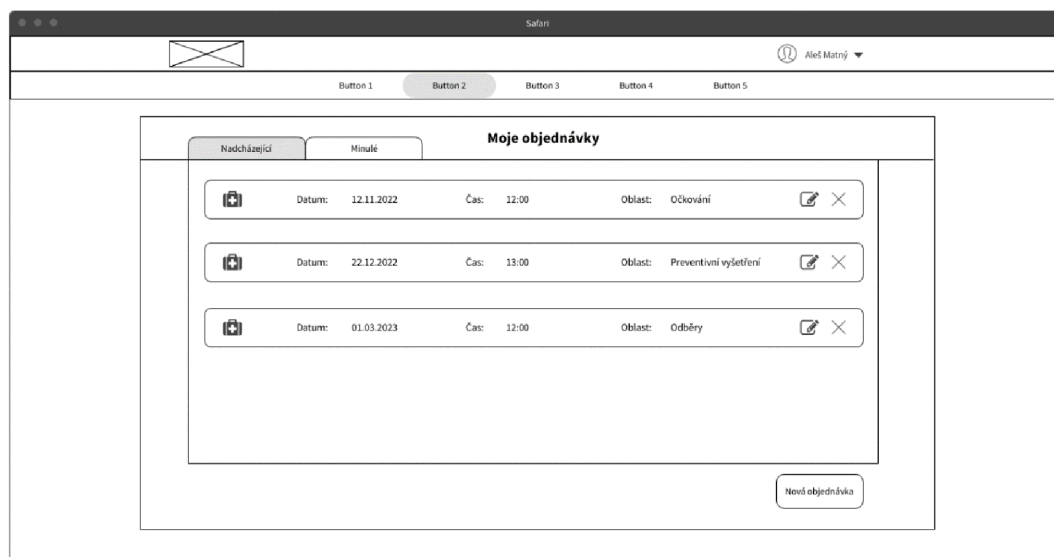 Safari
Aleš Matný
Button 1 Button 2 Button 3 Button 4 Button 5
Moje objednávky
Nadcházející Minulé
Datum: 12.11.2022 Čas: 12:00 Oblast: Očkování
Datum: 22.12.2022 Čas: 13:00 Oblast: Preventivní vyšetření
Datum: 01.03.2023 Čas: 12:00 Oblast: Odběry
Nová objednávka